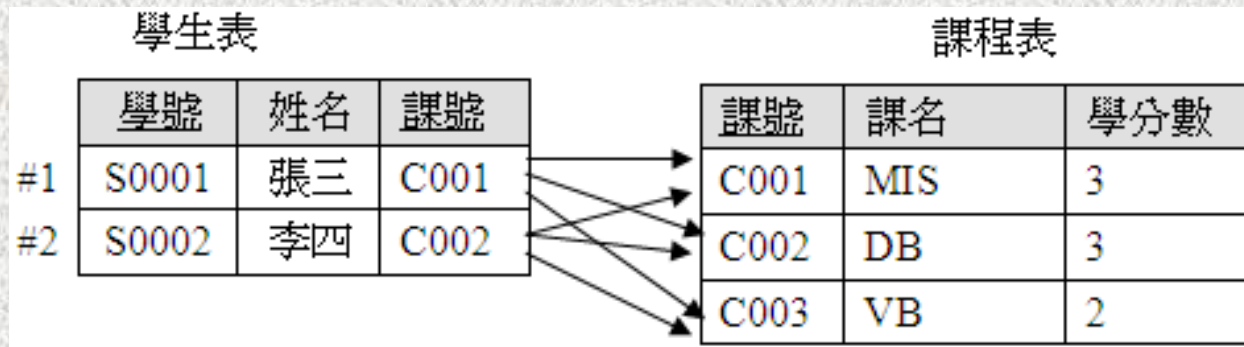 學生表 課程表
學號 姓名 課號 課號 課名 學分數
#1 S0001 張三 C001 C001 MIS 3
#2 S0002 李四 C002 C002 DB 3
C003 VB 2